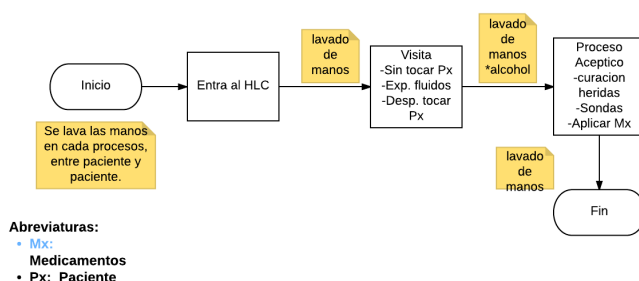 lavado
de
manos
Inicio
Entra al HLC
Visita
-Sin tocar Px
-Exp. fluidos
-Desp. tocar
Px
lavado
de
manos
*alcohol
Proceso
Aceptico
-curacion
heridas
-Sondas
-Aplicar Mx
Se lava las manos
en cada procesos,
entre paciente y
paciente.
lavado
de
manos
Fin
Abreviaturas:
• Mx:
Medicamentos
• Px: Paciente